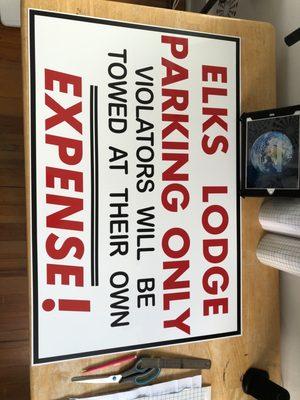 ELKS LODGE
PARKING ONLY
VIOLATORS WILL BE
TOWED AT THEIR OWN
EXPENSE!